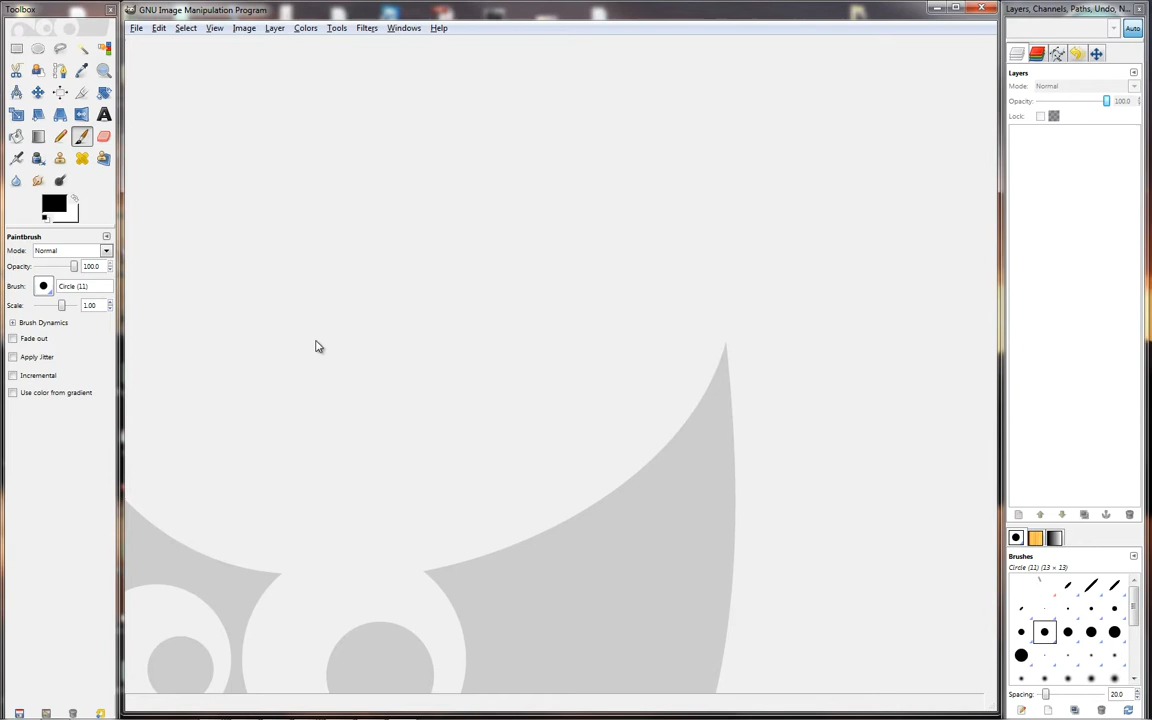 Toolbox
GNU Image Manipulation Program
Layers, Channels, Paths, Undo, N...
File Edit Select View Image Layer Colors Tools Filters Windows Help
Auto
Layers
Mode: Normal
Opacity: 100.0
Lock:
Paintbrush
Mode: Normal
Opacity: 100.0
Brush: Circle (11)
Scale: 1.00
Brush Dynamics
Fade out
Apply Jitter
Incremental
Use color from gradient
Brushes
Circle (11) (13 × 13)
Spacing: 20.0